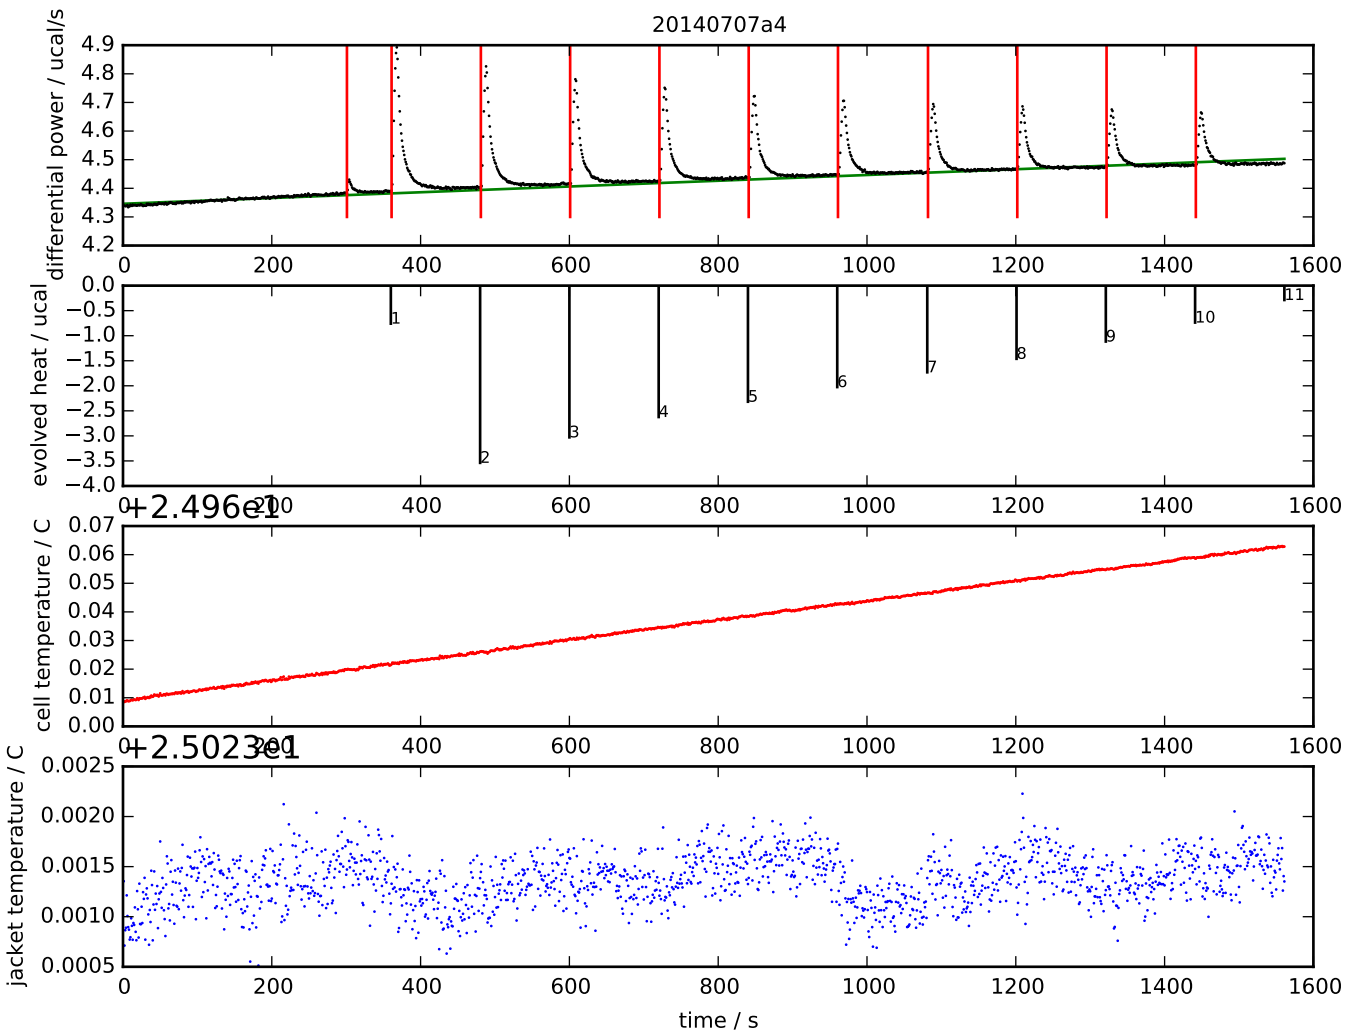 20140707a4
differential power / ucal/s
4.9
4.8
4.7
4.6
4.5
4.4
4.3
4.2
0 200 400 600 800 1000 1200 1400 1600
evolved heat / ucal
0.0
−0.5
−1.0
−1.5
−2.0
−2.5
−3.0
−3.5
−4.0
1 2 3 4 5 6 7 8 9 10 11
0 200 400 600 800 1000 1200 1400 1600
+2.496e1
cell temperature / C
0.07
0.06
0.05
0.04
0.03
0.02
0.01
0.00
0 200 400 600 800 1000 1200 1400 1600
+2.5023e1
jacket temperature / C
0.0025
0.0020
0.0015
0.0010
0.0005
0 200 400 600 800 1000 1200 1400 1600
time / s